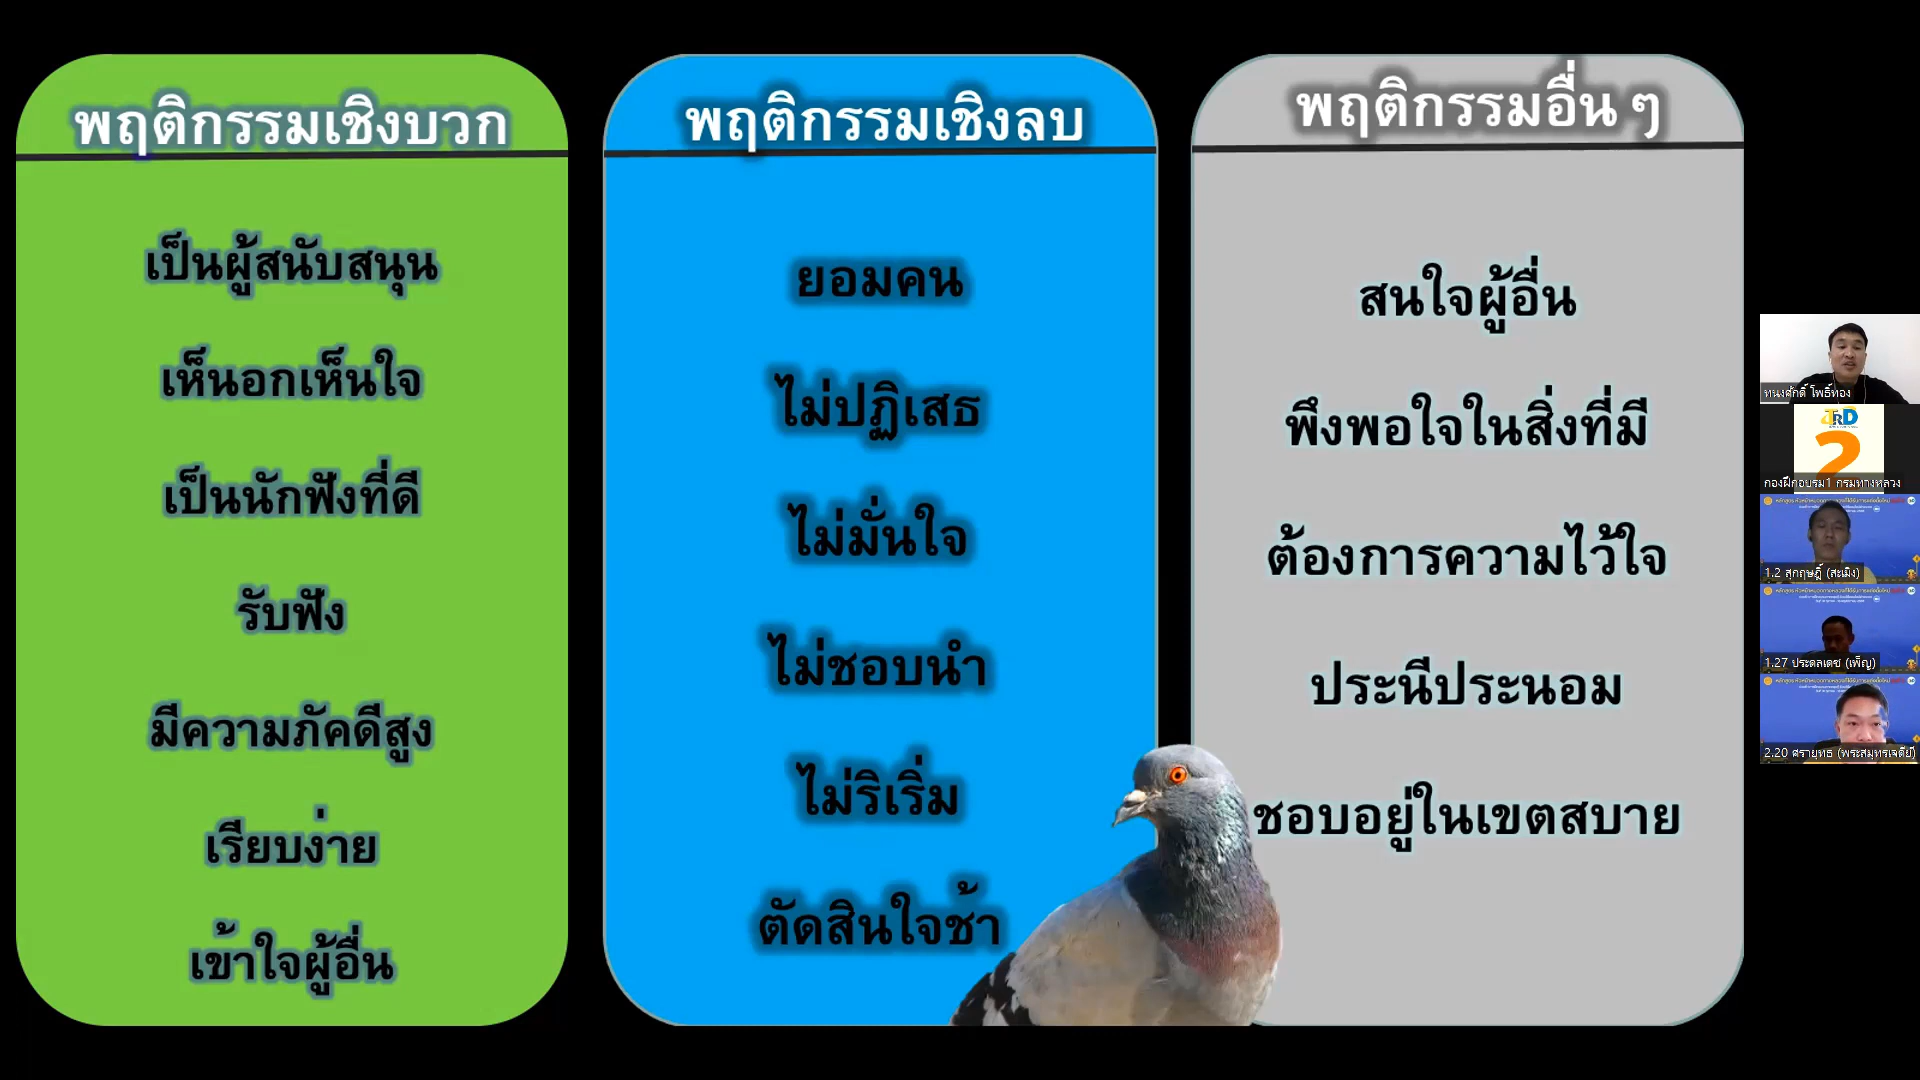 พฤติกรรมเชิงบวก
เป็นผู้สนับสนุน
เห็นอกเห็นใจ
เป็นนักฟังที่ดี
รับฟัง
มีความภัคดีสูง
เรียบง่าย
เข้าใจผู้อื่น
พฤติกรรมเชิงลบ
ยอมคน
ไม่ปฏิเสธ
ไม่มั่นใจ
ไม่ชอบนำ
ไม่ริเริ่ม
ตัดสินใจช้า
พฤติกรรมอื่น ๆ
สนใจผู้อื่น
พึงพอใจในสิ่งที่มี
ต้องการความไว้ใจ
ประนีประนอม
ชอบอยู่ในเขตสบาย
ทนงศักดิ์ โพธิ์ทอง
TRD
2
กองฝึกอบรม1 กรมทางหลวง
1.2 สุกฤษฎิ์ (สะเมิง)
1.27 ประดลเดช (เพ็ญ)
2.20 ศรายุทธ (พระสมุทรเจดีย์)